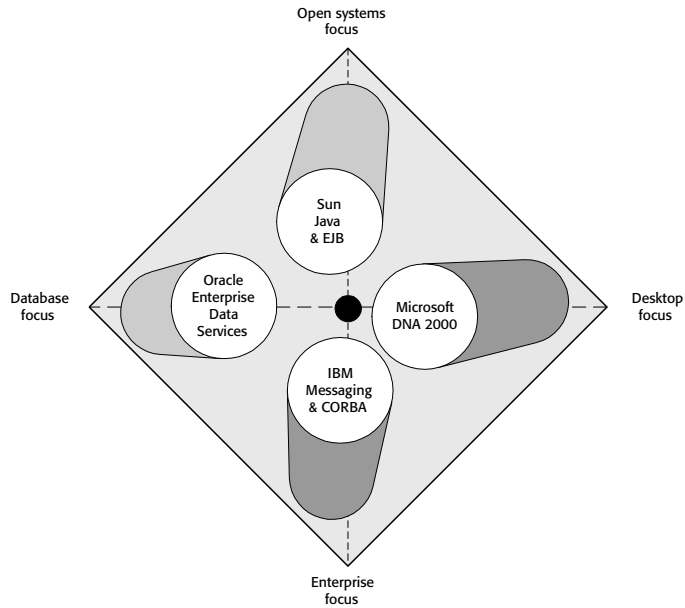 Open systems
focus
Sun
Java
& EJB
Database
focus
Oracle
Enterprise
Data
Services
Microsoft
DNA 2000
Desktop
focus
IBM
Messaging
& CORBA
Enterprise
focus